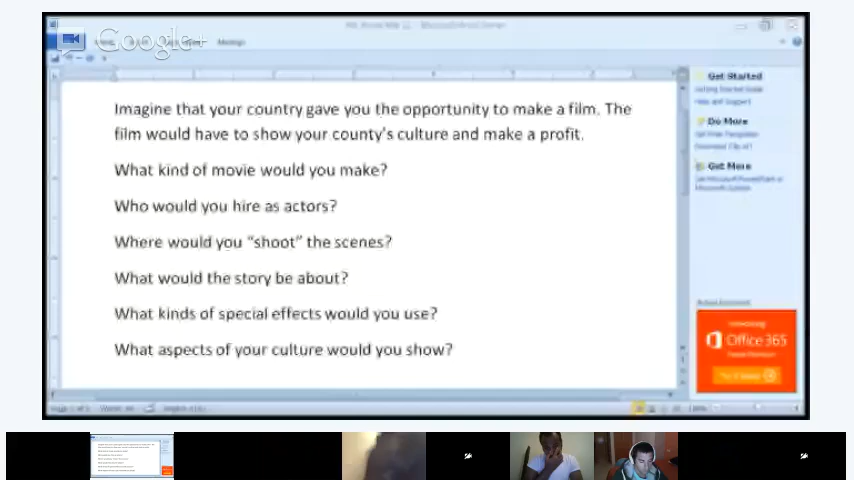 Google+
Imagine that your country gave you the opportunity to make a film. The
film would have to show your county's culture and make a profit.
What kind of movie would you make?
Who would you hire as actors?
Where would you "shoot" the scenes?
What would the story be about?
What kinds of special effects would you use?
What aspects of your culture would you show?
Get Started
Do More
Get More
Office 365